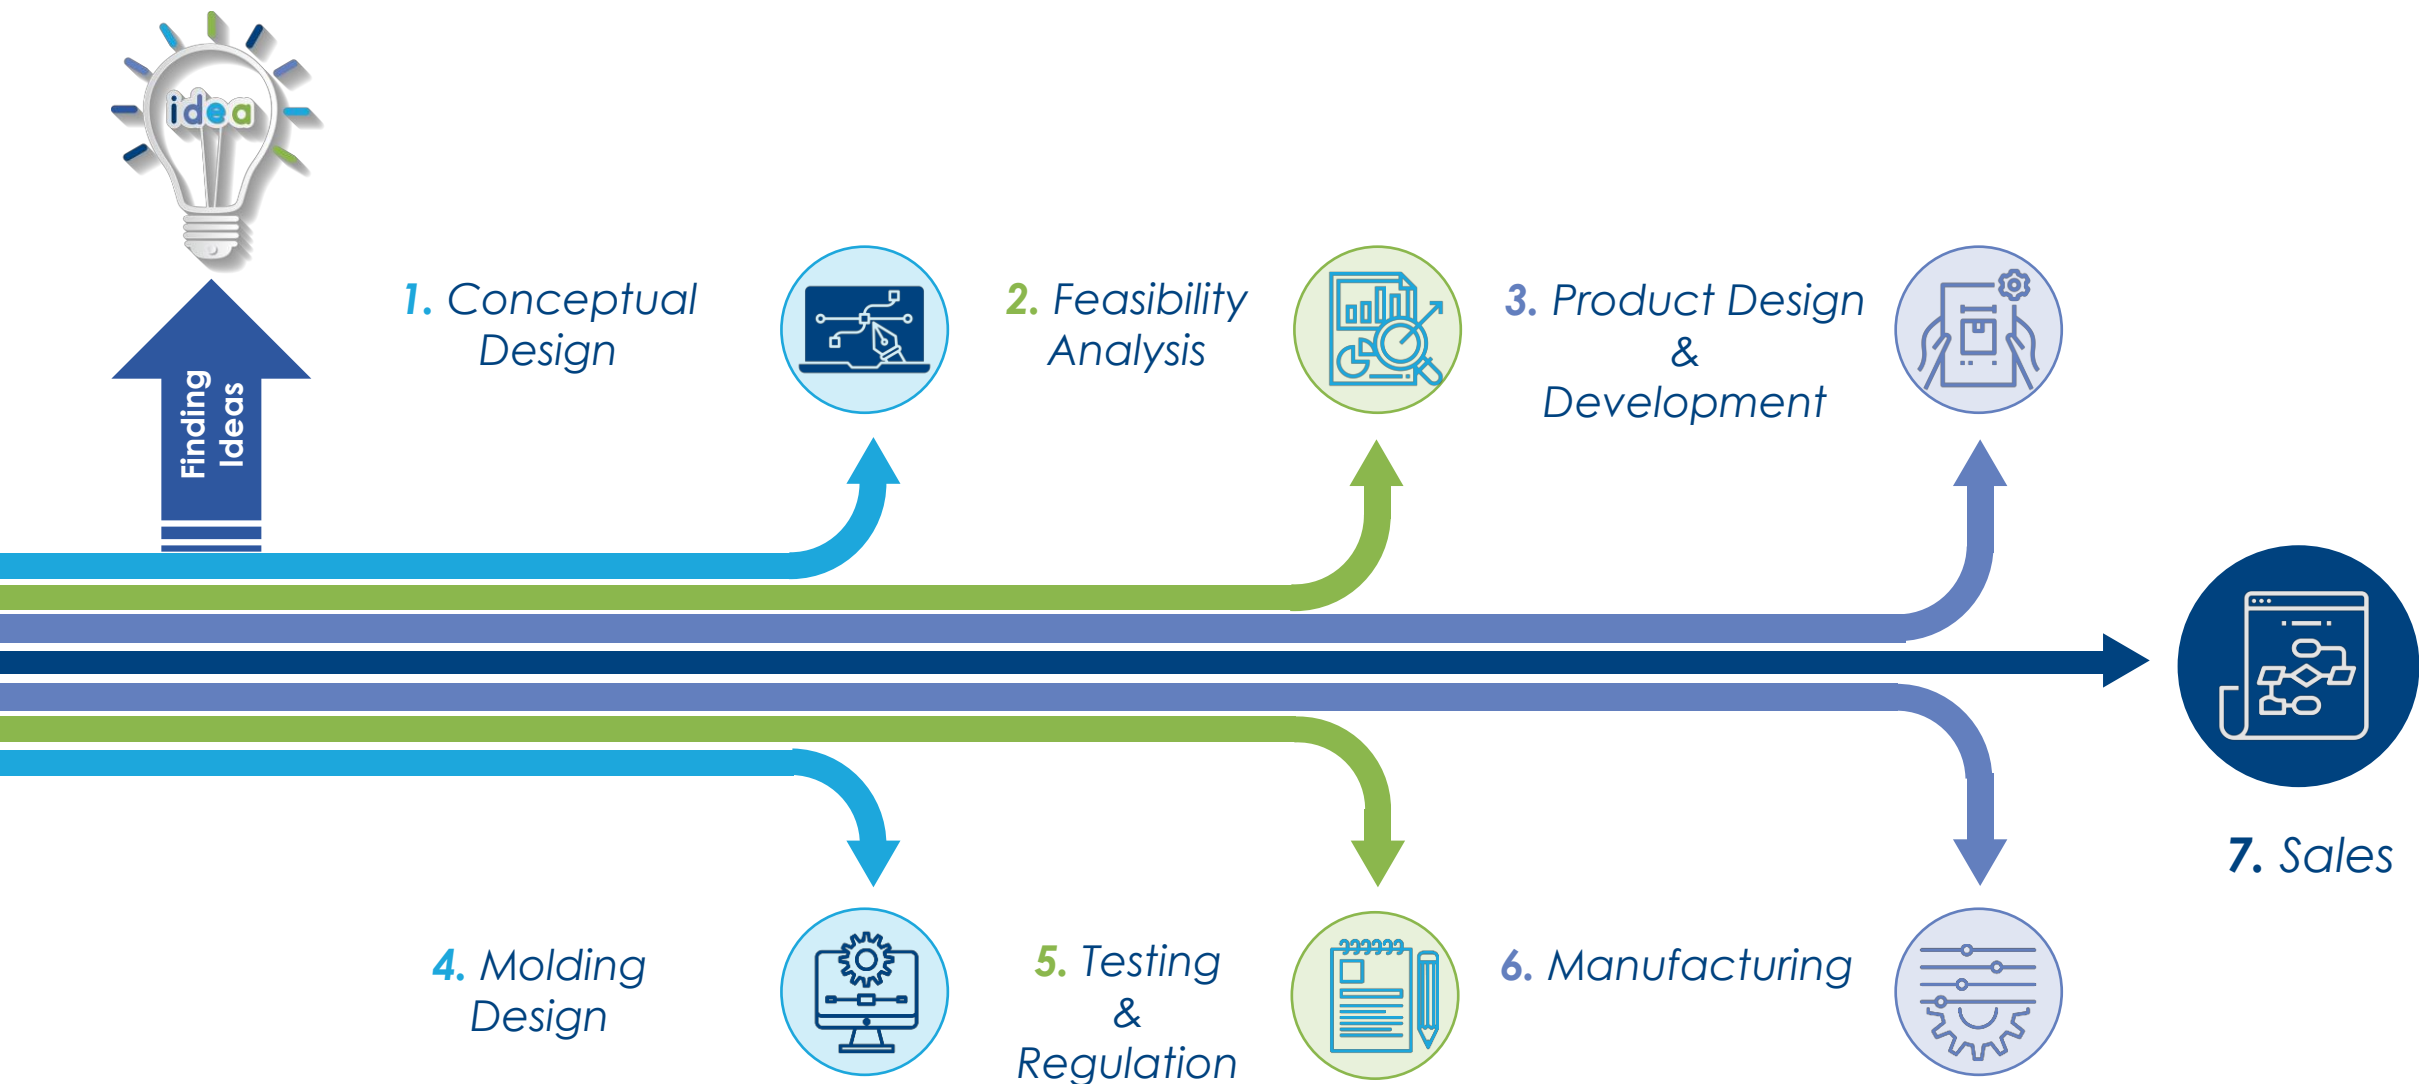 idea
Finding
Ideas
1. Conceptual
Design
2. Feasibility
Analysis
3. Product Design
&
Development
4. Molding
Design
5. Testing
&
Regulation
6. Manufacturing
7. Sales